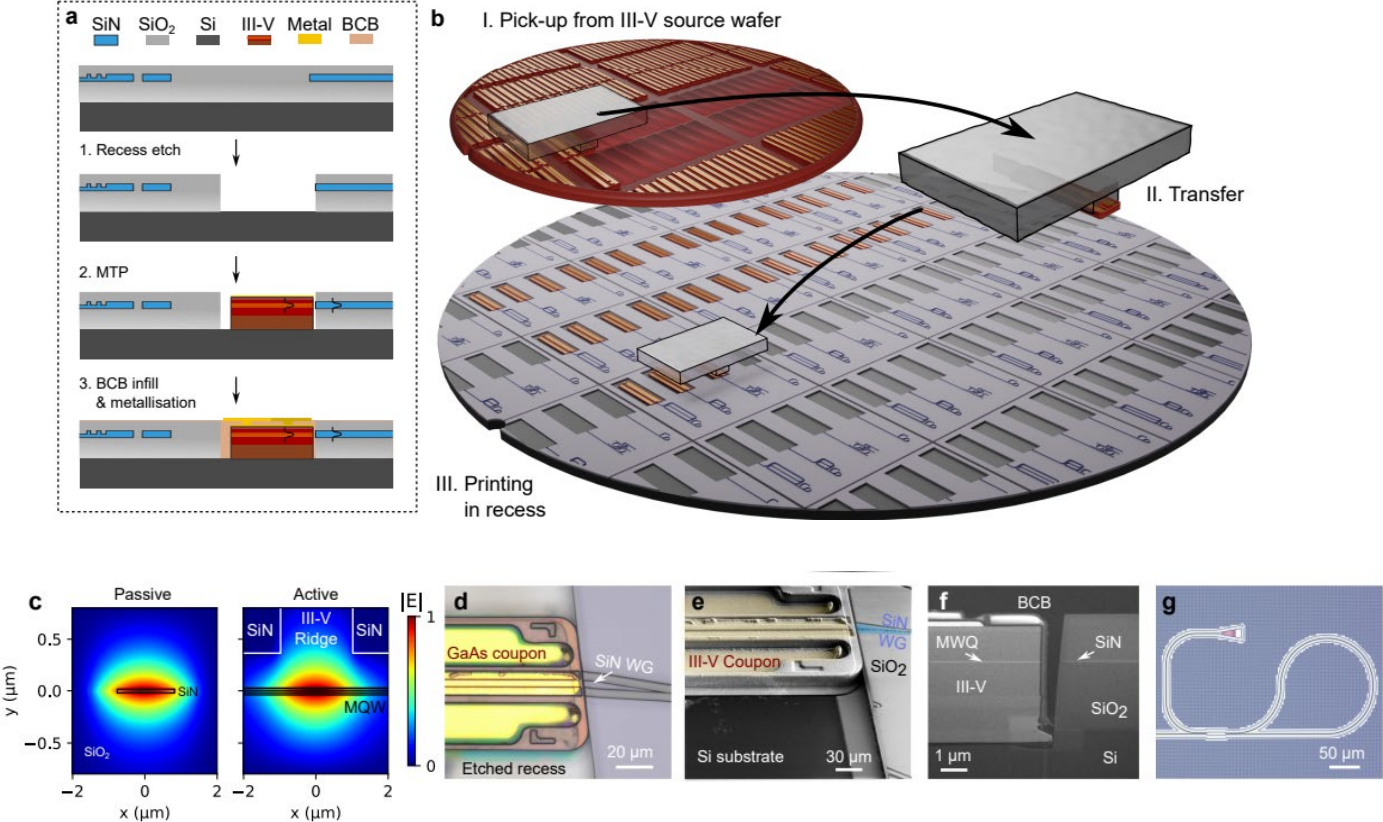 a
SiN SiO2 Si III-V Metal BCB
1. Recess etch
2. MTP
3. BCB infill
& metallisation
b
I. Pick-up from III-V source wafer
II. Transfer
III. Printing
in recess
c
Passive Active
|E|
1
0
SiN III-V SiN
Ridge
SiN
MQW
SiO2
y (µm)
0.5
0.0
−0.5
−2 0 2 −2 0 2
x (µm) x (µm)
d
GaAs coupon
SiN WG
20 µm
Etched recess
e
SiN
WG
III-V Coupon
SiO2
Si substrate
30 µm
f
BCB
MWQ
SiN
III-V
SiO2
1 µm
Si
g
50 µm